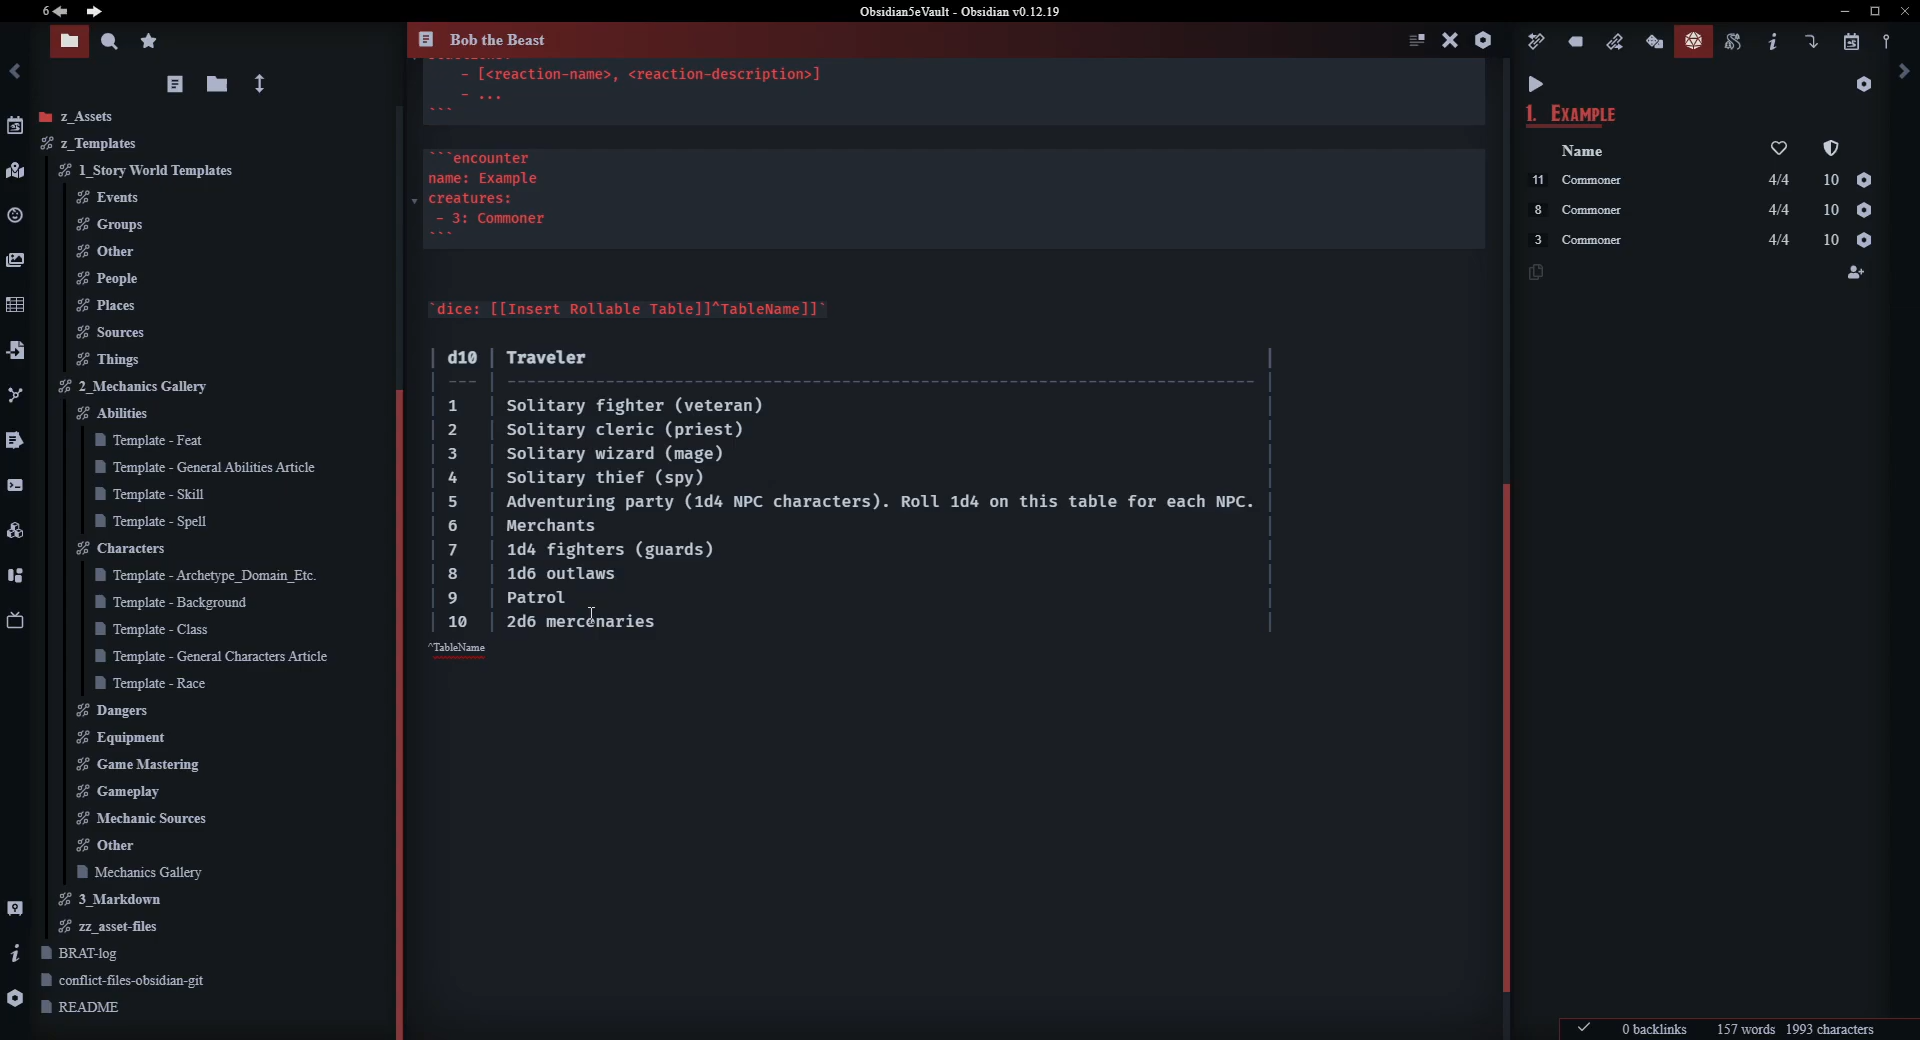 6
Obsidian5eVault - Obsidian v0.12.19
Bob the Beast
z_Assets
z_Templates
1_Story World Templates
Events
Groups
Other
People
Places
Sources
Things
2_Mechanics Gallery
Abilities
Template - Feat
Template - General Abilities Article
Template - Skill
Template - Spell
Characters
Template - Archetype_Domain_Etc.
Template - Background
Template - Class
Template - General Characters Article
Template - Race
Dangers
Equipment
Game Mastering
Gameplay
Mechanic Sources
Other
Mechanics Gallery
3_Markdown
zz_asset-files
BRAT-log
conflict-files-obsidian-git
README
- [<reaction-name>, <reaction-description>]
- ...
```
```encounter
name: Example
creatures:
- 3: Commoner
```
`dice: [[Insert Rollable Table]]^TableName]]`
| d10 | Traveler |
| --- | ---------------------------------------------------------------------------- |
| 1 | Solitary fighter (veteran) |
| 2 | Solitary cleric (priest) |
| 3 | Solitary wizard (mage) |
| 4 | Solitary thief (spy) |
| 5 | Adventuring party (1d4 NPC characters). Roll 1d4 on this table for each NPC. |
| 6 | Merchants |
| 7 | 1d4 fighters (guards) |
| 8 | 1d6 outlaws |
| 9 | Patrol |
| 10 | 2d6 mercenaries |
^TableName
1. Example
Name
11 Commoner 4/4 10
8 Commoner 4/4 10
3 Commoner 4/4 10
0 backlinks 157 words 1993 characters